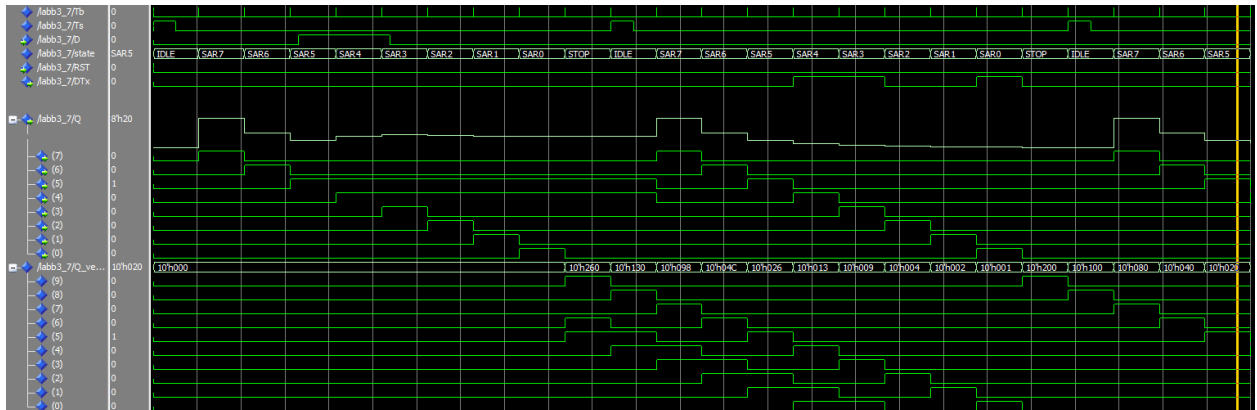 /labb3_7/Tb 0
/labb3_7/Ts 0
/labb3_7/D 0
/labb3_7/state SAR5 IDLE SAR7 SAR6 SAR5 SAR4 SAR3 SAR2 SAR1 SAR0 STOP IDLE SAR7 SAR6 SAR5 SAR4 SAR3 SAR2 SAR1 SAR0 STOP IDLE SAR7 SAR6 SAR5
/labb3_7/RST 0
/labb3_7/DTx 0
/labb3_7/Q 8'h20
(7) 0
(6) 0
(5) 1
(4) 0
(3) 0
(2) 0
(1) 0
(0) 0
/labb3_7/Q_ve... 10'h020 10'h000 10'h260 10'h130 10'h098 10'h04C 10'h026 10'h013 10'h009 10'h004 10'h002 10'h001 10'h200 10'h100 10'h080 10'h040 10'h020
(9) 0
(8) 0
(7) 0
(6) 0
(5) 1
(4) 0
(3) 0
(2) 0
(1) 0
(0) 0